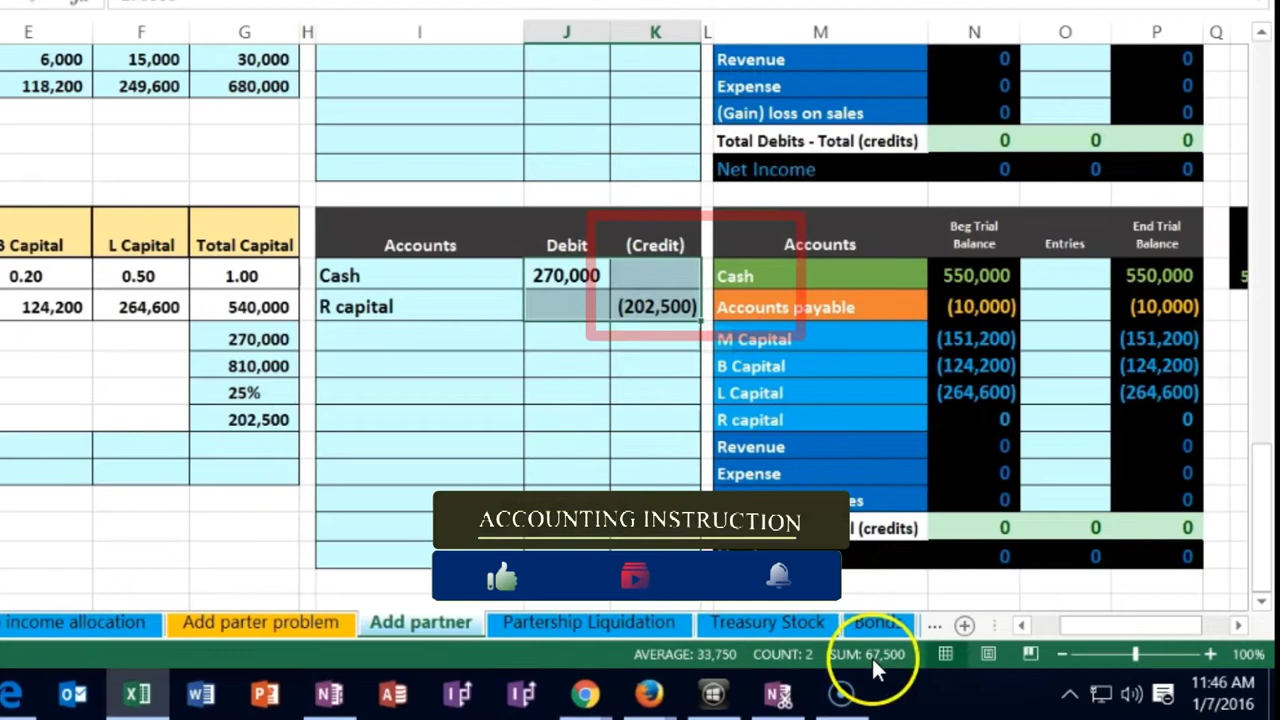 E F G H I J K L M N O P Q
6,000 15,000 30,000 Revenue 0 0
118,200 249,600 680,000 Expense 0 0
(Gain) loss on sales 0 0
Total Debits - Total (credits) 0 0 0
Net Income 0 0 0
B Capital L Capital Total Capital Accounts Debit (Credit) Accounts Beg Trial Balance Entries End Trial Balance
0.20 0.50 1.00 Cash 270,000 Cash 550,000 550,000
124,200 264,600 540,000 R capital (202,500) Accounts payable (10,000) (10,000)
270,000 M Capital (151,200) (151,200)
810,000 B Capital (124,200) (124,200)
25% L Capital (264,600) (264,600)
202,500 R capital 0 0
Revenue 0 0
Expense 0 0
es 0 0
l (credits) 0 0 0
0 0 0
ACCOUNTING INSTRUCTION
income allocation Add parter problem Add partner Partership Liquidation Treasury Stock Bonds ...
AVERAGE: 33,750 COUNT: 2 SUM: 67,500 100%
11:46 AM
1/7/2016